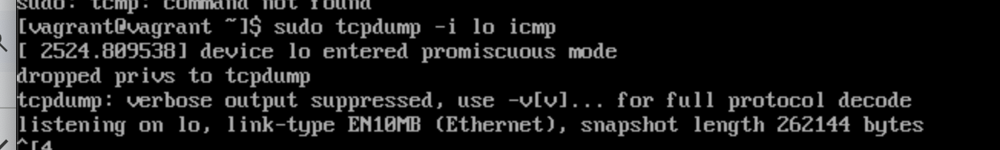 sudo: tcmp: command not found
[vagrant@vagrant ~]$ sudo tcpdump -i lo icmp
[ 2524.809538] device lo entered promiscuous mode
dropped privs to tcpdump
tcpdump: verbose output suppressed, use -v[v]... for full protocol decode
listening on lo, link-type EN10MB (Ethernet), snapshot length 262144 bytes
^[4